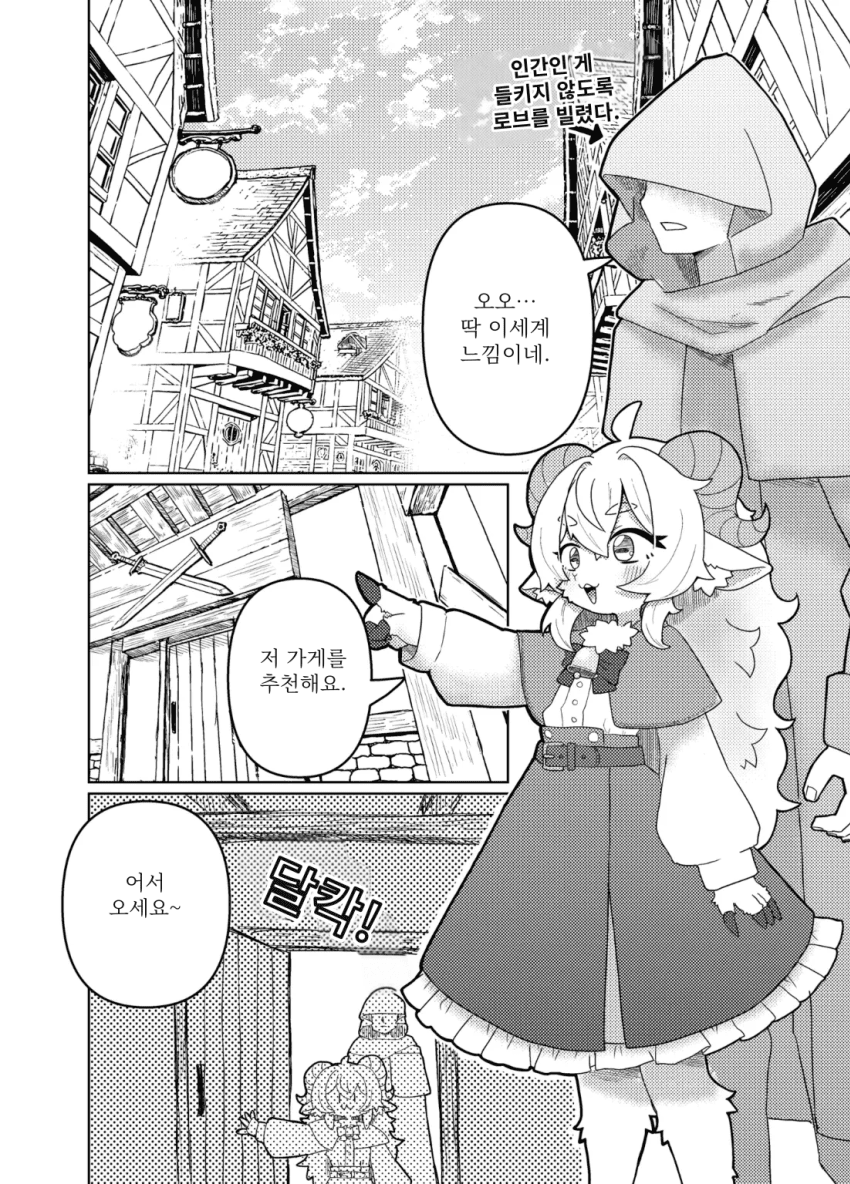 인간인 게
들키지 않도록
로브를 빌렸다.
오오…
딱 이세계
느낌이네.
저 가게를
추천해요.
어서
오세요~
달칵!